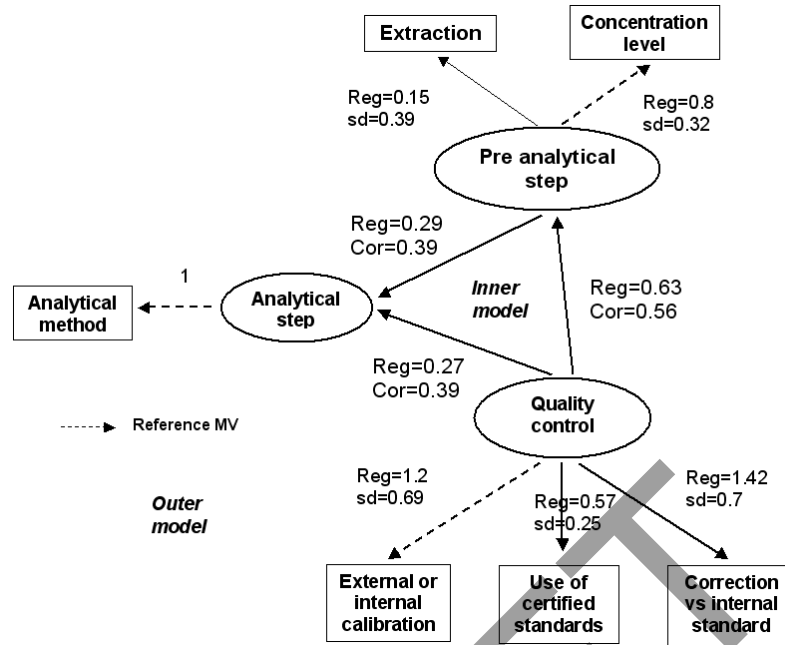 Extraction
Concentration
level
Reg=0.15
sd=0.39
Reg=0.8
sd=0.32
Pre analytical
step
Reg=0.29
Cor=0.39
1
Analytical
method
Analytical
step
Inner
model
Reg=0.63
Cor=0.56
Reg=0.27
Cor=0.39
Quality
control
Reference MV
Outer
model
Reg=1.2
sd=0.69
Reg=0.57
sd=0.25
Reg=1.42
sd=0.7
External or
internal
calibration
Use of
certified
standards
Correction
vs internal
standard